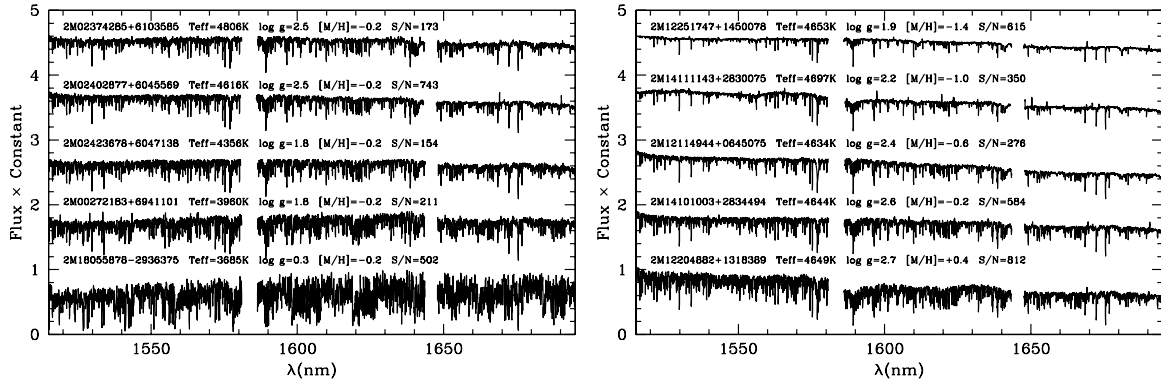 2M02374285+6103585 Teff=4806K log g=2.5 [M/H]=-0.2 S/N=173
2M02402877+6045569 Teff=4616K log g=2.5 [M/H]=-0.2 S/N=743
2M02423678+6047138 Teff=4356K log g=1.8 [M/H]=-0.2 S/N=154
2M00272183+6941101 Teff=3960K log g=1.8 [M/H]=-0.2 S/N=211
2M18055878-2936375 Teff=3685K log g=0.3 [M/H]=-0.2 S/N=502
5
4
3
2
1
0
Flux × Constant
1550 1600 1650
λ(nm)
2M12251747+1450078 Teff=4653K log g=1.9 [M/H]=-1.4 S/N=615
2M14111143+2830075 Teff=4697K log g=2.2 [M/H]=-1.0 S/N=350
2M12114944+0645075 Teff=4634K log g=2.4 [M/H]=-0.6 S/N=276
2M14101003+2834494 Teff=4644K log g=2.6 [M/H]=-0.2 S/N=584
2M12204882+1318389 Teff=4649K log g=2.7 [M/H]=+0.4 S/N=812
5
4
3
2
1
0
Flux × Constant
1550 1600 1650
λ(nm)